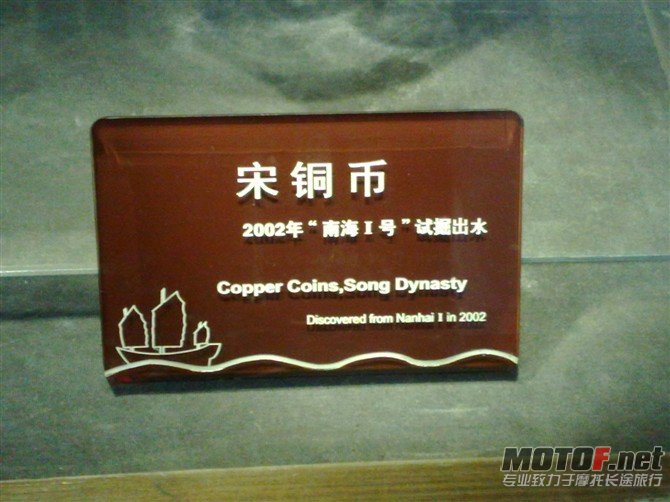 宋铜币
2002年“南海Ⅰ号”试掘出水
Copper Coins,Song Dynasty
Discovered from Nanhai Ⅰ in 2002
MOTOF.net
专业致力于摩托长途旅行